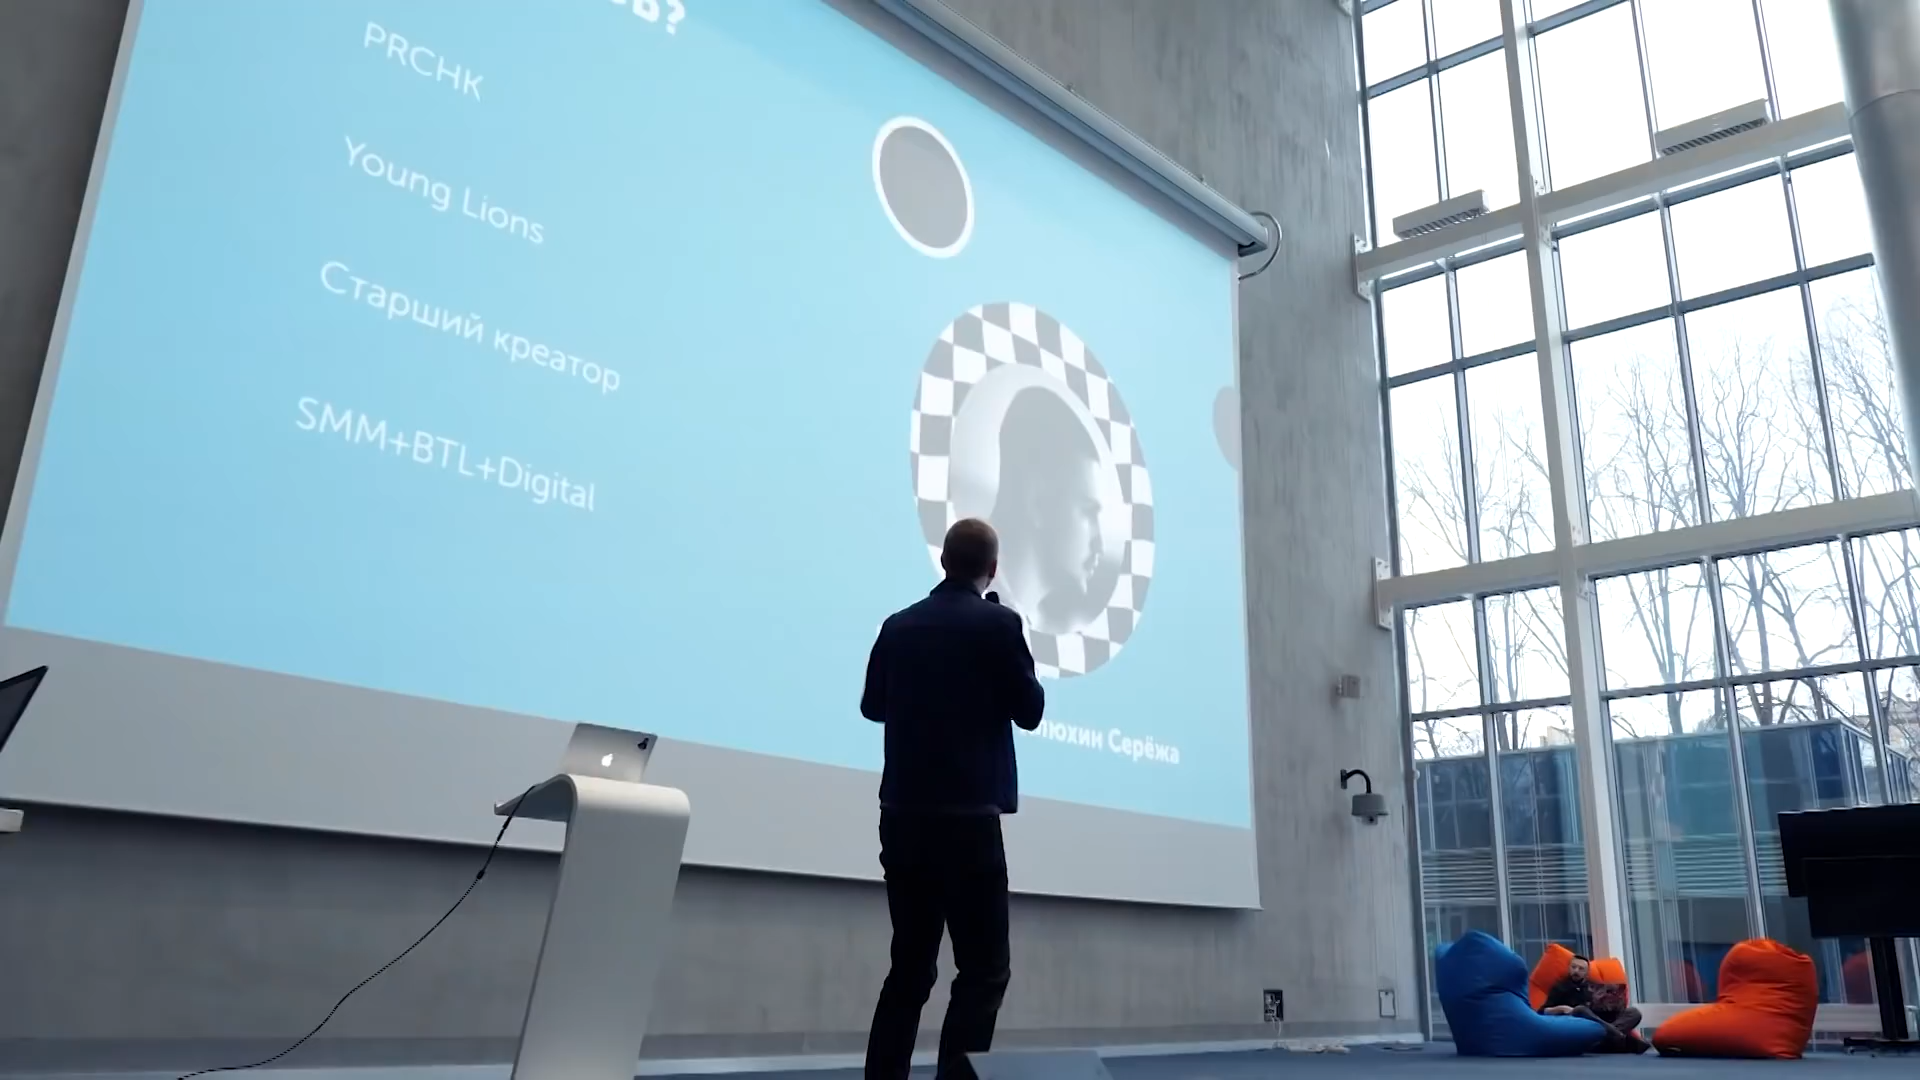 PRCHK
Young Lions
Старший креатор
SMM+BTL+Digital
Серёжа